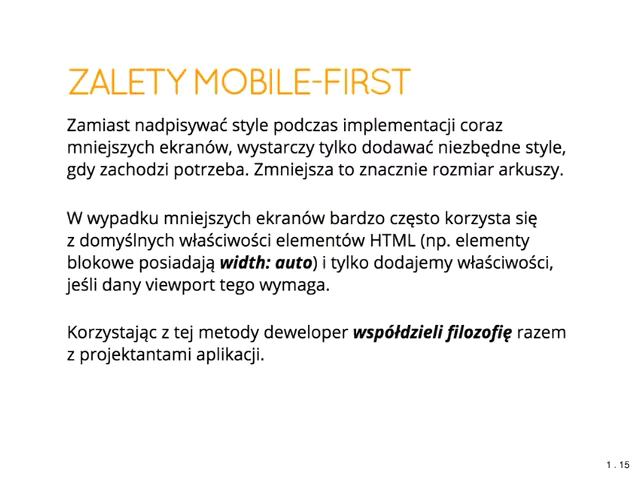 ZALETY MOBILE-FIRST
Zamiast nadpisywać style podczas implementacji coraz
mniejszych ekranów, wystarczy tylko dodawać niezbędne style,
gdy zachodzi potrzeba. Zmniejsza to znacznie rozmiar arkuszy.
W wypadku mniejszych ekranów bardzo często korzysta się
z domyślnych właściwości elementów HTML (np. elementy
blokowe posiadają width: auto) i tylko dodajemy właściwości,
jeśli dany viewport tego wymaga.
Korzystając z tej metody deweloper współdzieli filozofię razem
z projektantami aplikacji.
1 . 15